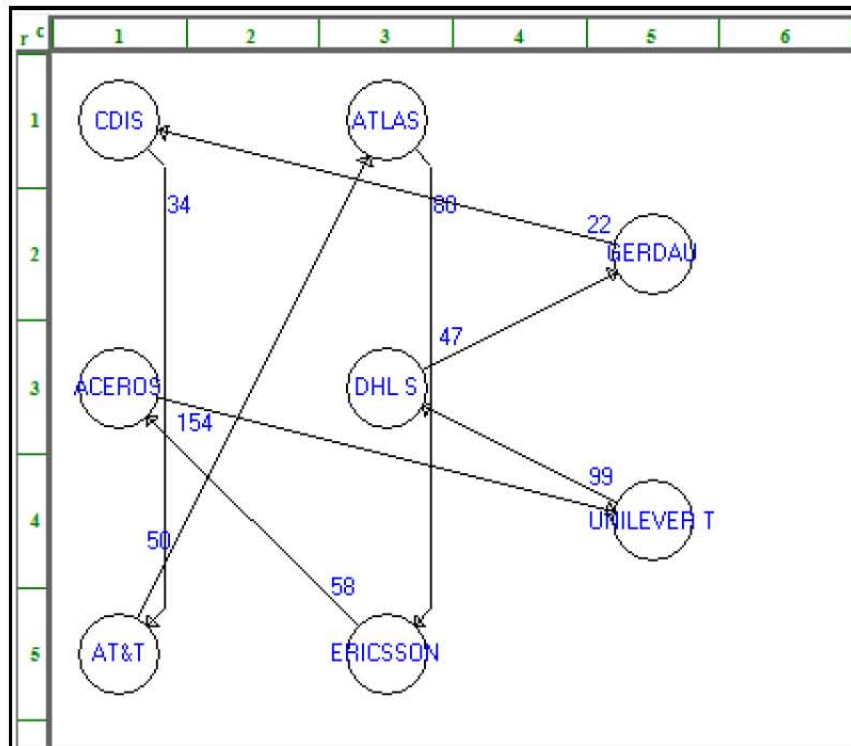 r c 1 2 3 4 5 6
1 CDIS ATLAS
34 80
2 22 GERDAU
47
3 ACEROS DHL S
154
99
4 UNILEVER T
50
58
5 AT&T ERICSSON